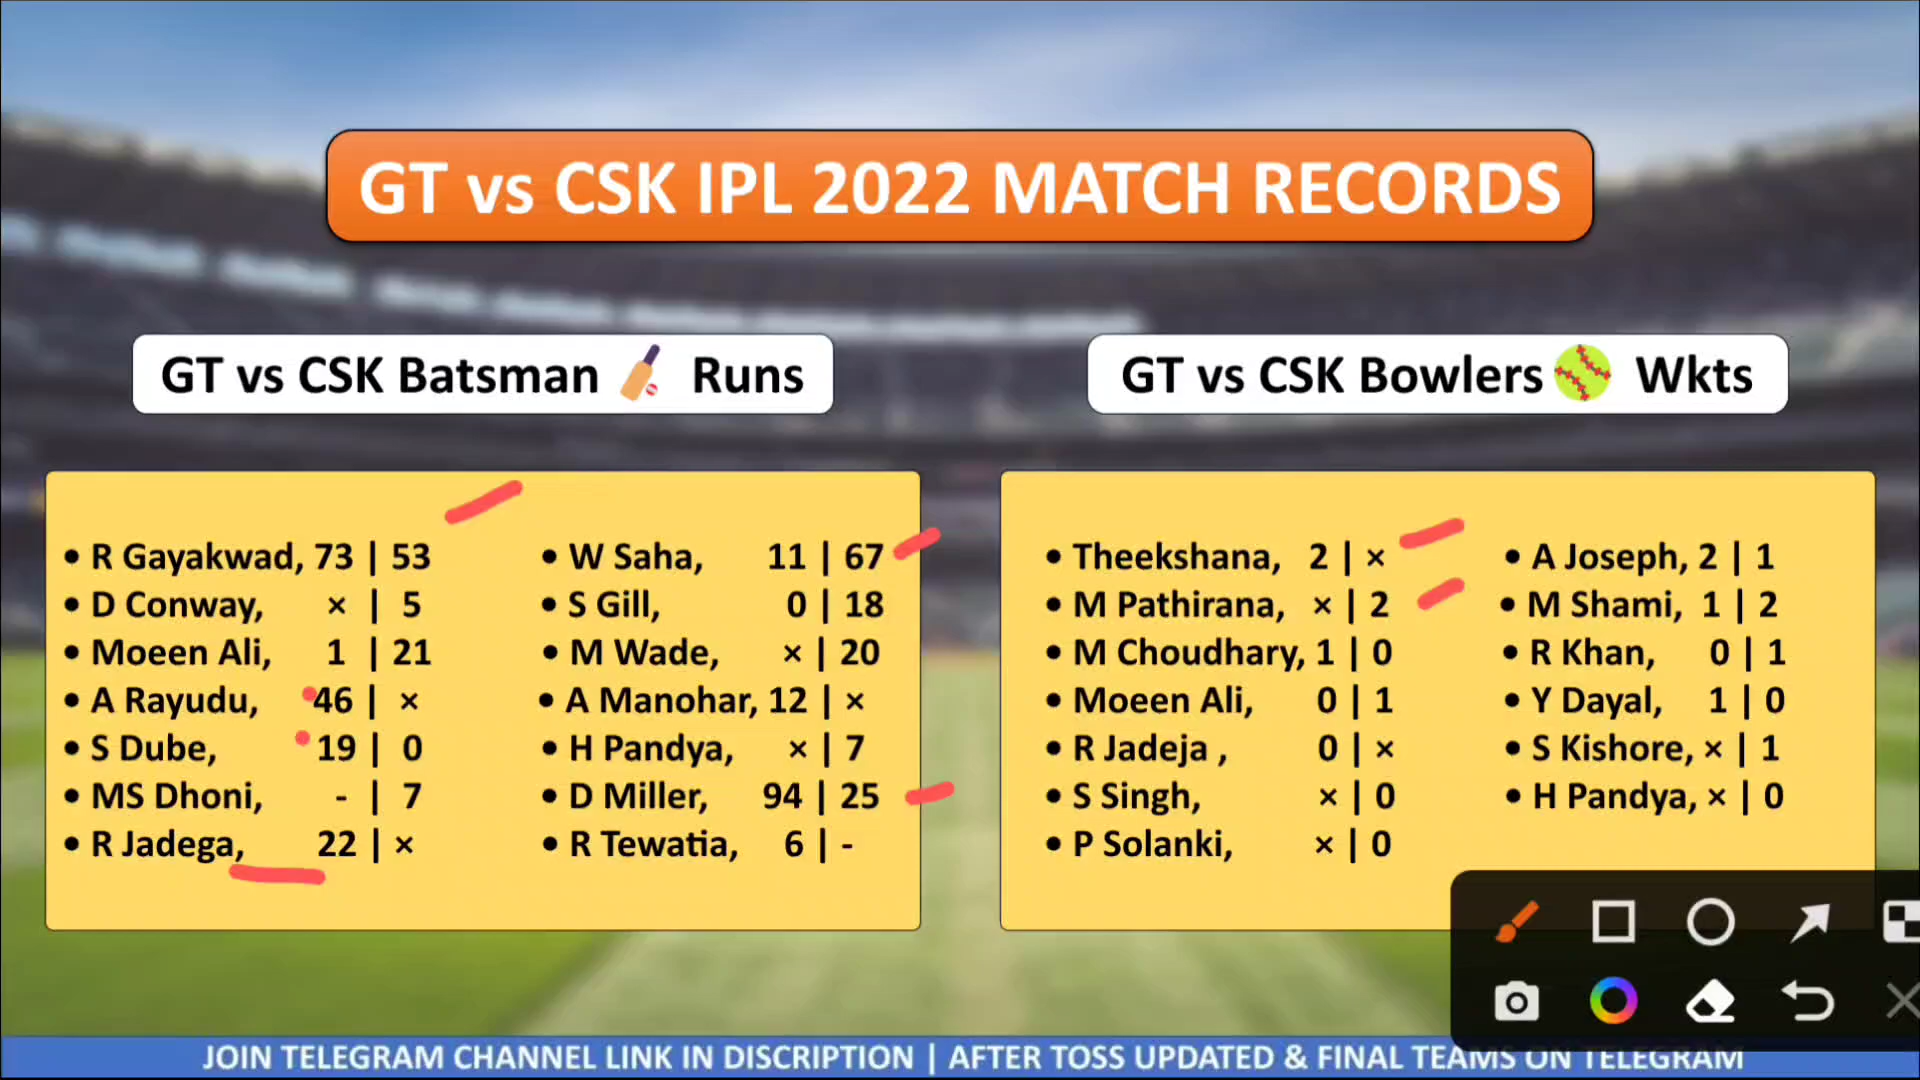 GT vs CSK IPL 2022 MATCH RECORDS
GT vs CSK Batsman Runs
• R Gayakwad, 73 | 53
• D Conway, × | 5
• Moeen Ali, 1 | 21
• A Rayudu, 46 | ×
• S Dube, 19 | 0
• MS Dhoni, - | 7
• R Jadega, 22 | ×
• W Saha, 11 | 67
• S Gill, 0 | 18
• M Wade, × | 20
• A Manohar, 12 | ×
• H Pandya, × | 7
• D Miller, 94 | 25
• R Tewatia, 6 | -
GT vs CSK Bowlers Wkts
• Theekshana, 2 | ×
• M Pathirana, × | 2
• M Choudhary, 1 | 0
• Moeen Ali, 0 | 1
• R Jadeja , 0 | ×
• S Singh, × | 0
• P Solanki, × | 0
• A Joseph, 2 | 1
• M Shami, 1 | 2
• R Khan, 0 | 1
• Y Dayal, 1 | 0
• S Kishore, × | 1
• H Pandya, × | 0
JOIN TELEGRAM CHANNEL LINK IN DISCRIPTION | AFTER TOSS UPDATED & FINAL TEAMS ON TELEGRAM